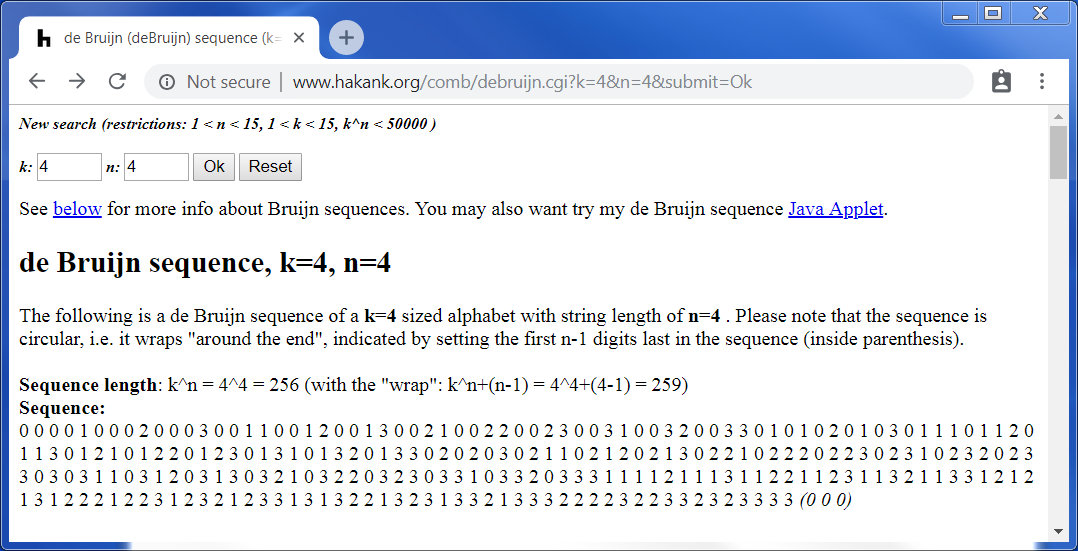 de Bruijn (deBruijn) sequence (k=
Not secure | www.hakank.org/comb/debruijn.cgi?k=4&n=4&submit=Ok
New search (restrictions: 1 < n < 15, 1 < k < 15, k^n < 50000 )
k: 4 n: 4 Ok Reset
See below for more info about Bruijn sequences. You may also want try my de Bruijn sequence Java Applet.
de Bruijn sequence, k=4, n=4
The following is a de Bruijn sequence of a k=4 sized alphabet with string length of n=4 . Please note that the sequence is
circular, i.e. it wraps "around the end", indicated by setting the first n-1 digits last in the sequence (inside parenthesis).
Sequence length: k^n = 4^4 = 256 (with the "wrap": k^n+(n-1) = 4^4+(4-1) = 259)
Sequence:
0 0 0 0 1 0 0 0 2 0 0 0 3 0 0 1 1 0 0 1 2 0 0 1 3 0 0 2 1 0 0 2 2 0 0 2 3 0 0 3 1 0 0 3 2 0 0 3 3 0 1 0 1 0 2 0 1 0 3 0 1 1 1 0 1 1 2 0
1 1 3 0 1 2 1 0 1 2 2 0 1 2 3 0 1 3 1 0 1 3 2 0 1 3 3 0 2 0 2 0 3 0 2 1 1 0 2 1 2 0 2 1 3 0 2 2 1 0 2 2 2 0 2 2 3 0 2 3 1 0 2 3 2 0 2 3
3 0 3 0 3 1 1 0 3 1 2 0 3 1 3 0 3 2 1 0 3 2 2 0 3 2 3 0 3 3 1 0 3 3 2 0 3 3 3 1 1 1 1 2 1 1 1 3 1 1 2 2 1 1 2 3 1 1 3 2 1 1 3 3 1 2 1 2
1 3 1 2 2 2 1 2 2 3 1 2 3 2 1 2 3 3 1 3 1 3 2 2 1 3 2 3 1 3 3 2 1 3 3 3 2 2 2 2 3 2 2 3 3 2 3 2 3 3 3 3 (0 0 0)